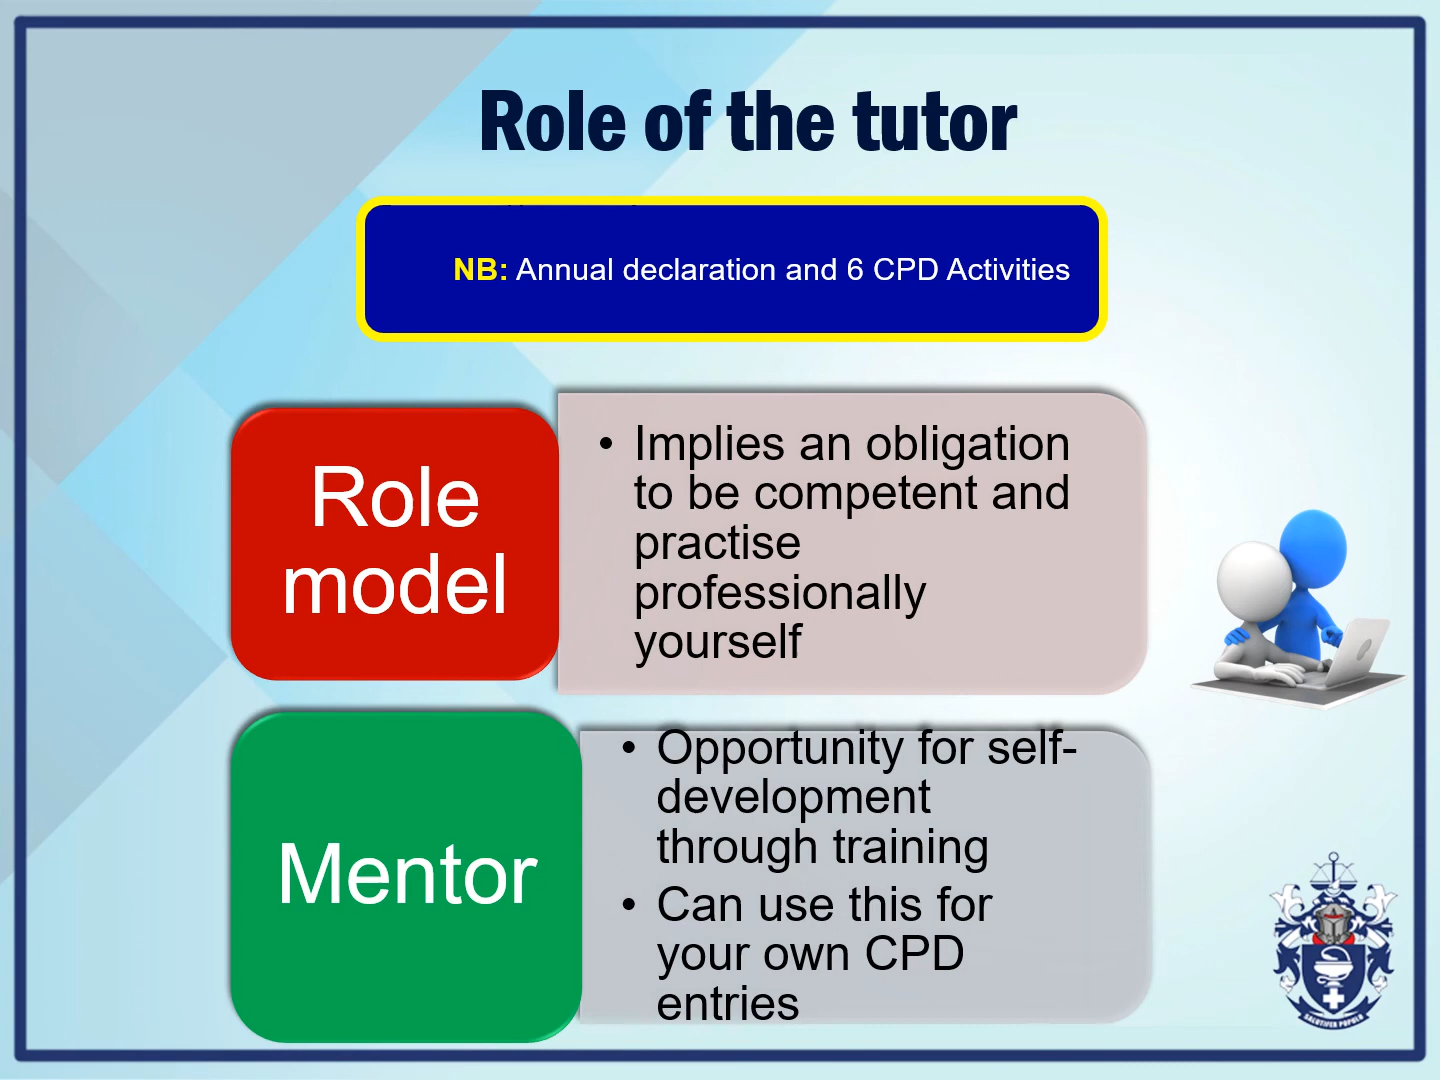 Role of the tutor
NB: Annual declaration and 6 CPD Activities
Role
model
• Implies an obligation
to be competent and
practise
professionally
yourself
Mentor
• Opportunity for self-
development
through training
• Can use this for
your own CPD
entries
SALUTIFER POPULO